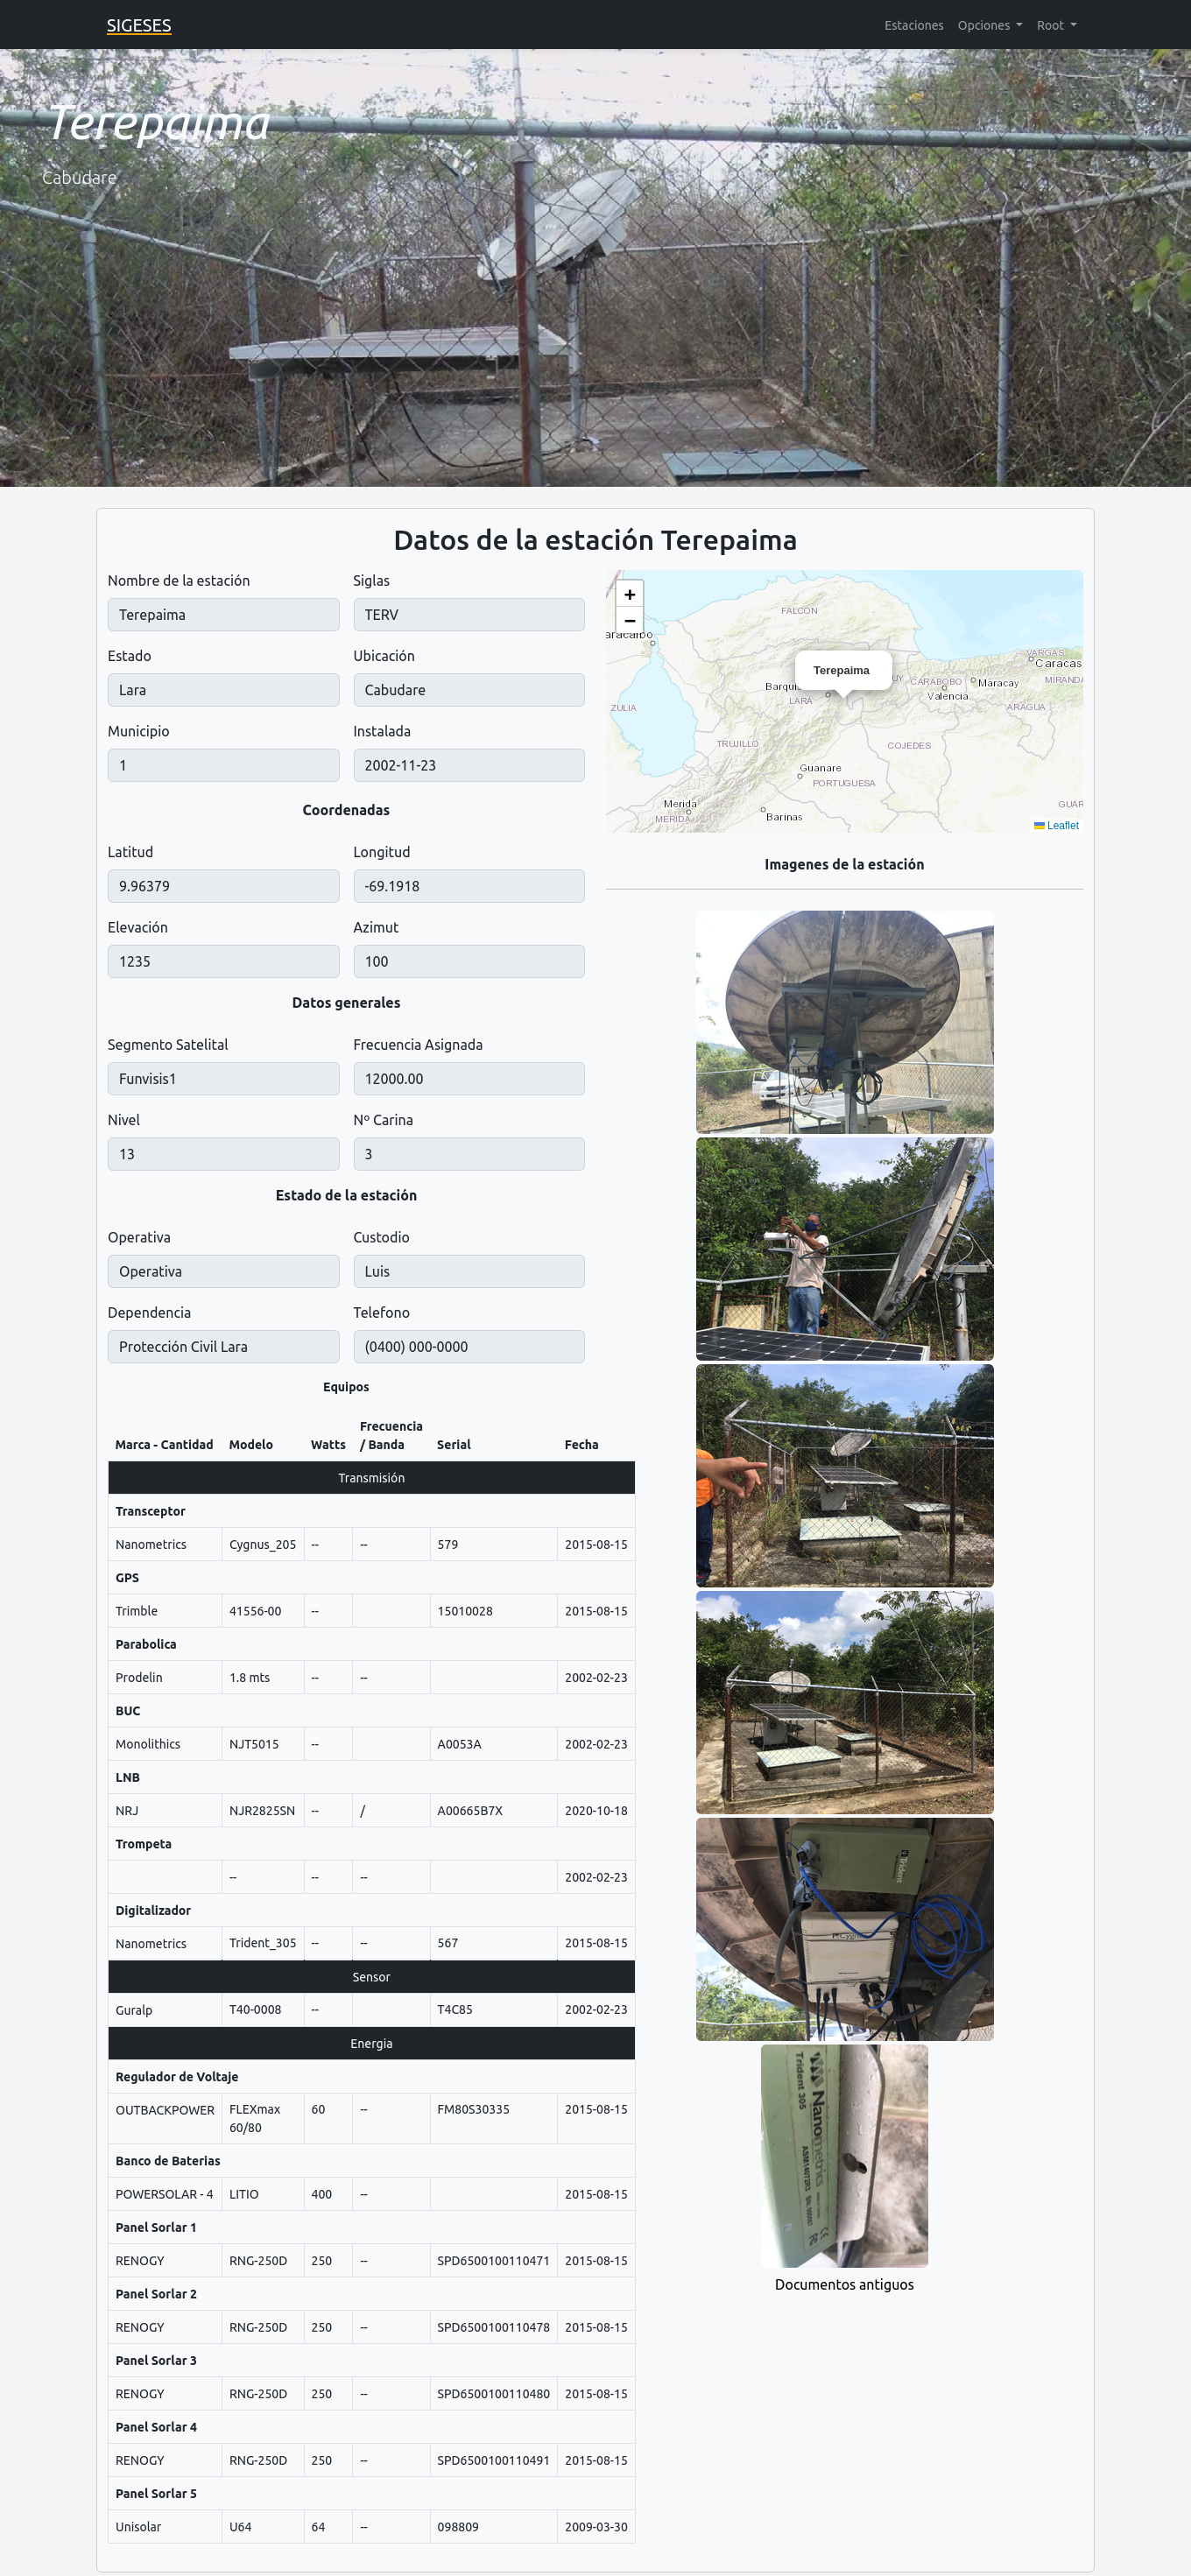 SIGESES
Estaciones Opciones Root
Terepaima
Cabudare
Datos de la estación Terepaima
Nombre de la estación Siglas
Terepaima TERV
Estado Ubicación
Lara Cabudare
Municipio Instalada
1 2002-11-23
Coordenadas
Latitud Longitud
9.96379 -69.1918
Elevación Azimut
1235 100
Datos generales
Segmento Satelital Frecuencia Asignada
Funvisis1 12000.00
Nivel Nº Carina
13 3
Estado de la estación
Operativa Custodio
Operativa Luis
Dependencia Telefono
Protección Civil Lara (0400) 000-0000
Equipos
Marca - Cantidad Modelo Watts Frecuencia / Banda Serial Fecha
Transmisión
Transceptor
Nanometrics Cygnus_205 -- -- 579 2015-08-15
GPS
Trimble 41556-00 -- 15010028 2015-08-15
Parabolica
Prodelin 1.8 mts -- -- 2002-02-23
BUC
Monolithics NJT5015 -- A0053A 2002-02-23
LNB
NRJ NJR2825SN -- / A00665B7X 2020-10-18
Trompeta
-- -- -- 2002-02-23
Digitalizador
Nanometrics Trident_305 -- -- 567 2015-08-15
Sensor
Guralp T40-0008 -- T4C85 2002-02-23
Energia
Regulador de Voltaje
OUTBACKPOWER FLEXmax 60/80 60 -- FM80S30335 2015-08-15
Banco de Baterias
POWERSOLAR - 4 LITIO 400 -- 2015-08-15
Panel Sorlar 1
RENOGY RNG-250D 250 -- SPD6500100110471 2015-08-15
Panel Sorlar 2
RENOGY RNG-250D 250 -- SPD6500100110478 2015-08-15
Panel Sorlar 3
RENOGY RNG-250D 250 -- SPD6500100110480 2015-08-15
Panel Sorlar 4
RENOGY RNG-250D 250 -- SPD6500100110491 2015-08-15
Panel Sorlar 5
Unisolar U64 64 -- 098809 2009-03-30
+
−
FALCON
VARGAS
Caracas
Terepaima
CARABOBO Maracay
Valencia
LARA
ARAGUA
ZULIA
TRUJILLO
COJEDES
Guanare
PORTUGUESA
Merida
MERIDA
Barinas
Leaflet
Imagenes de la estación
Trident
Cygnus
Nanometrics
Trident 305
Documentos antiguos